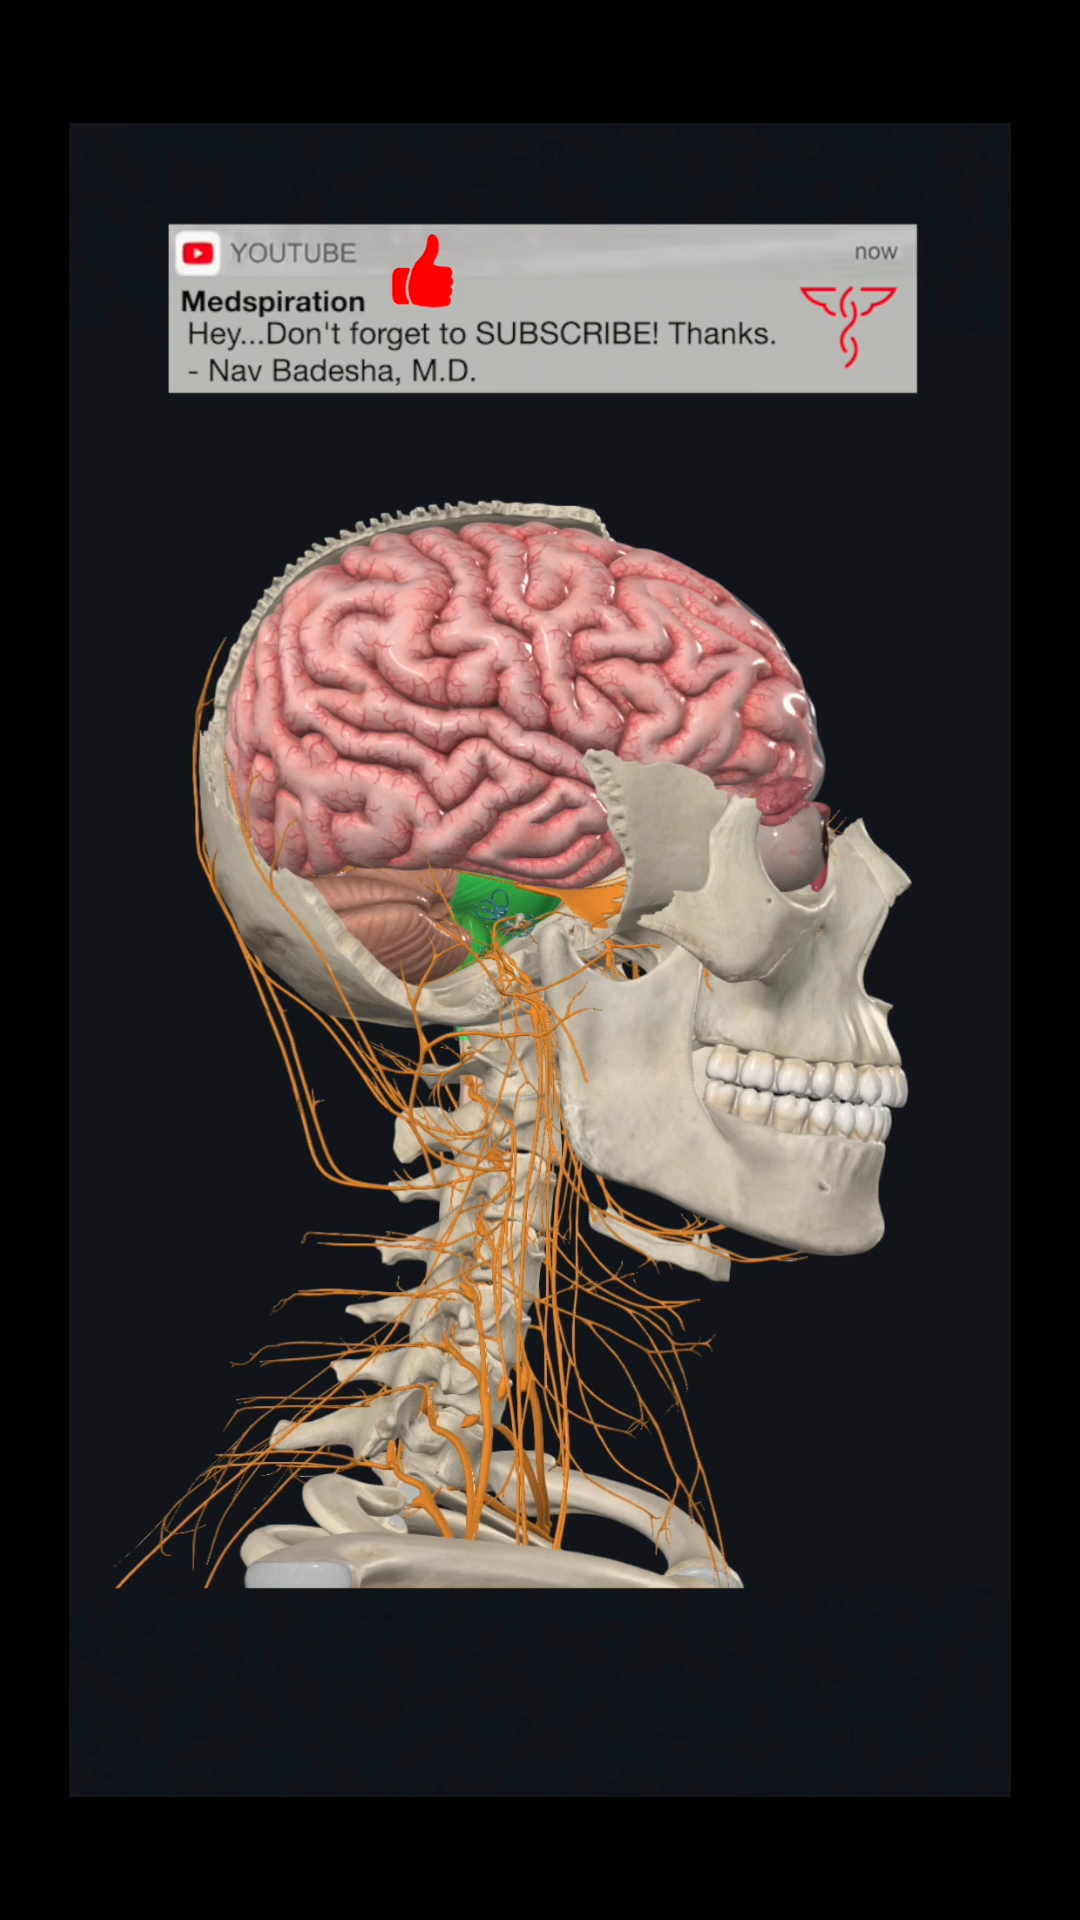 YOUTUBE
now
Medspiration
Hey...Don't forget to SUBSCRIBE! Thanks.
- Nav Badesha, M.D.